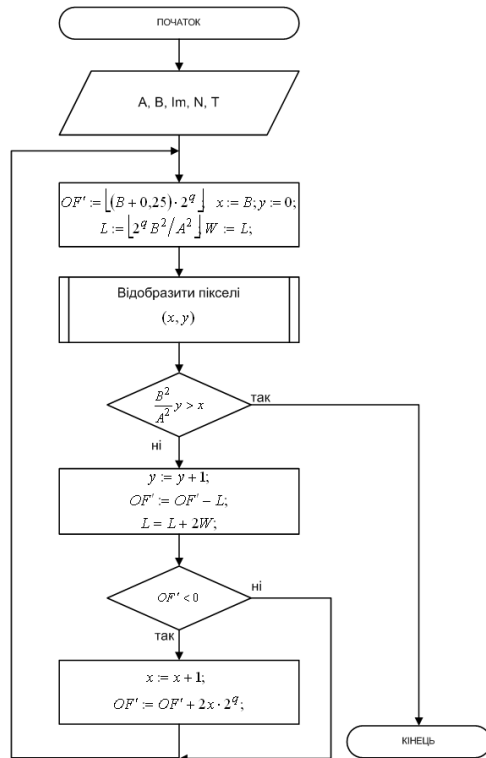 ПОЧАТОК
A, B, Im, N, T
OF' := ⌊(B + 0,25) · 2^q⌋, x := B; y := 0;
L := ⌊2^q B^2/A^2⌋, W := L;
Відобразити пікселі
(x, y)
B^2/A^2 y > x
так
ні
y := y + 1;
OF' := OF' − L;
L = L + 2W;
OF' < 0
ні
так
x := x + 1;
OF' := OF' + 2x · 2^q;
КІНЕЦЬ